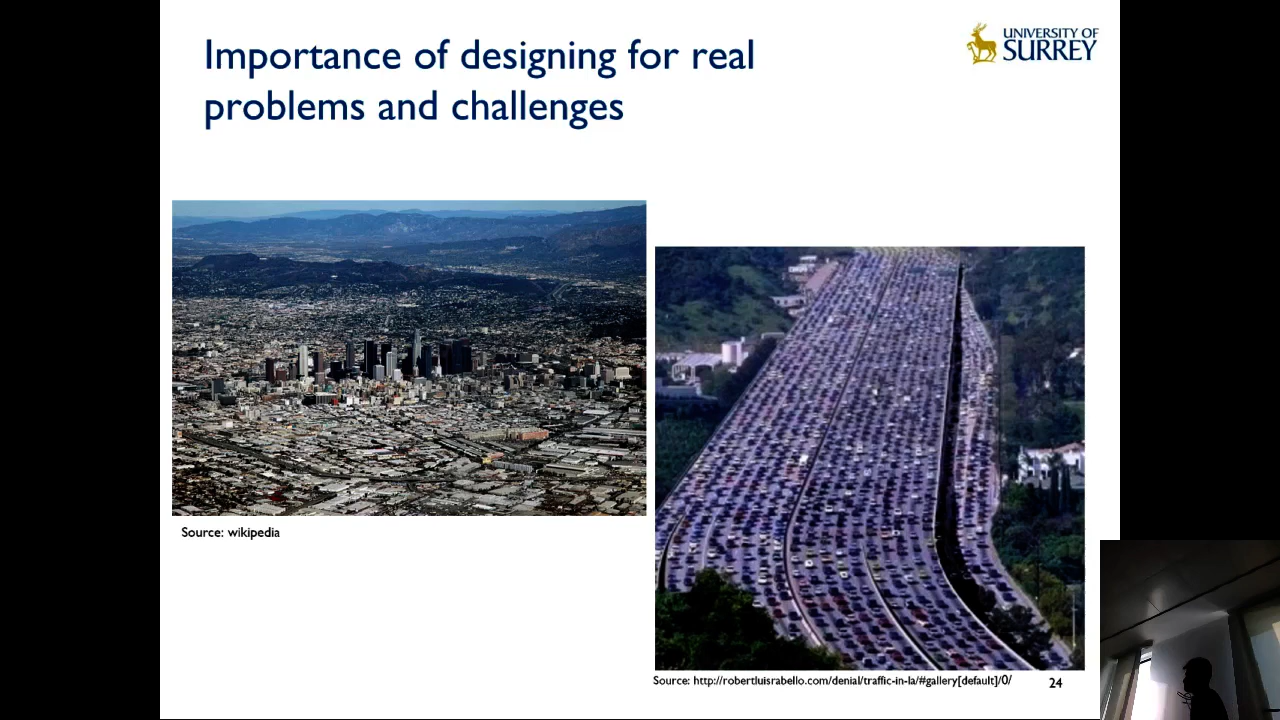 Importance of designing for real
problems and challenges
UNIVERSITY OF
SURREY
Source: wikipedia
Source: http://robertluisrabello.com/denial/traffic-in-la/#gallery[default]/0/
24